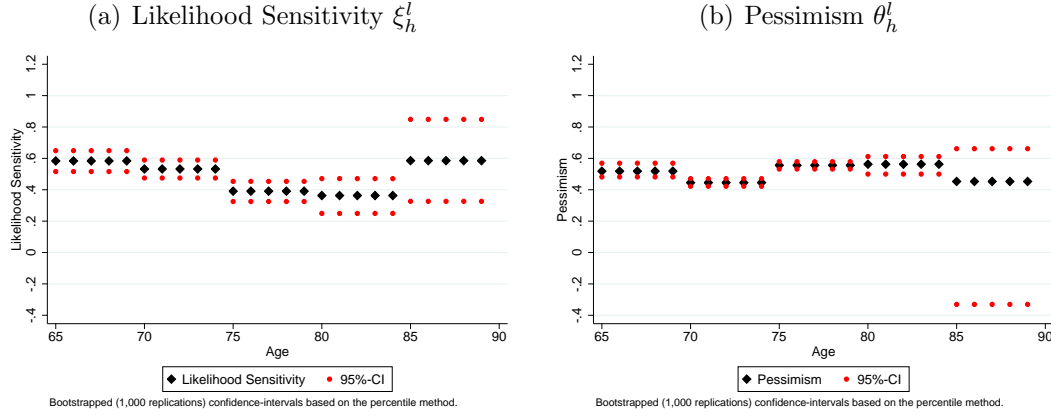 (a) Likelihood Sensitivity ξ_h^l
Likelihood Sensitivity
1.2
1
.8
.6
.4
.2
0
-.2
-.4
65 70 75 80 85 90
Age
Likelihood Sensitivity 95%-CI
Bootstrapped (1,000 replications) confidence-intervals based on the percentile method.
(b) Pessimism θ_h^l
Pessimism
1.2
1
.8
.6
.4
.2
0
-.2
-.4
65 70 75 80 85 90
Age
Pessimism 95%-CI
Bootstrapped (1,000 replications) confidence-intervals based on the percentile method.